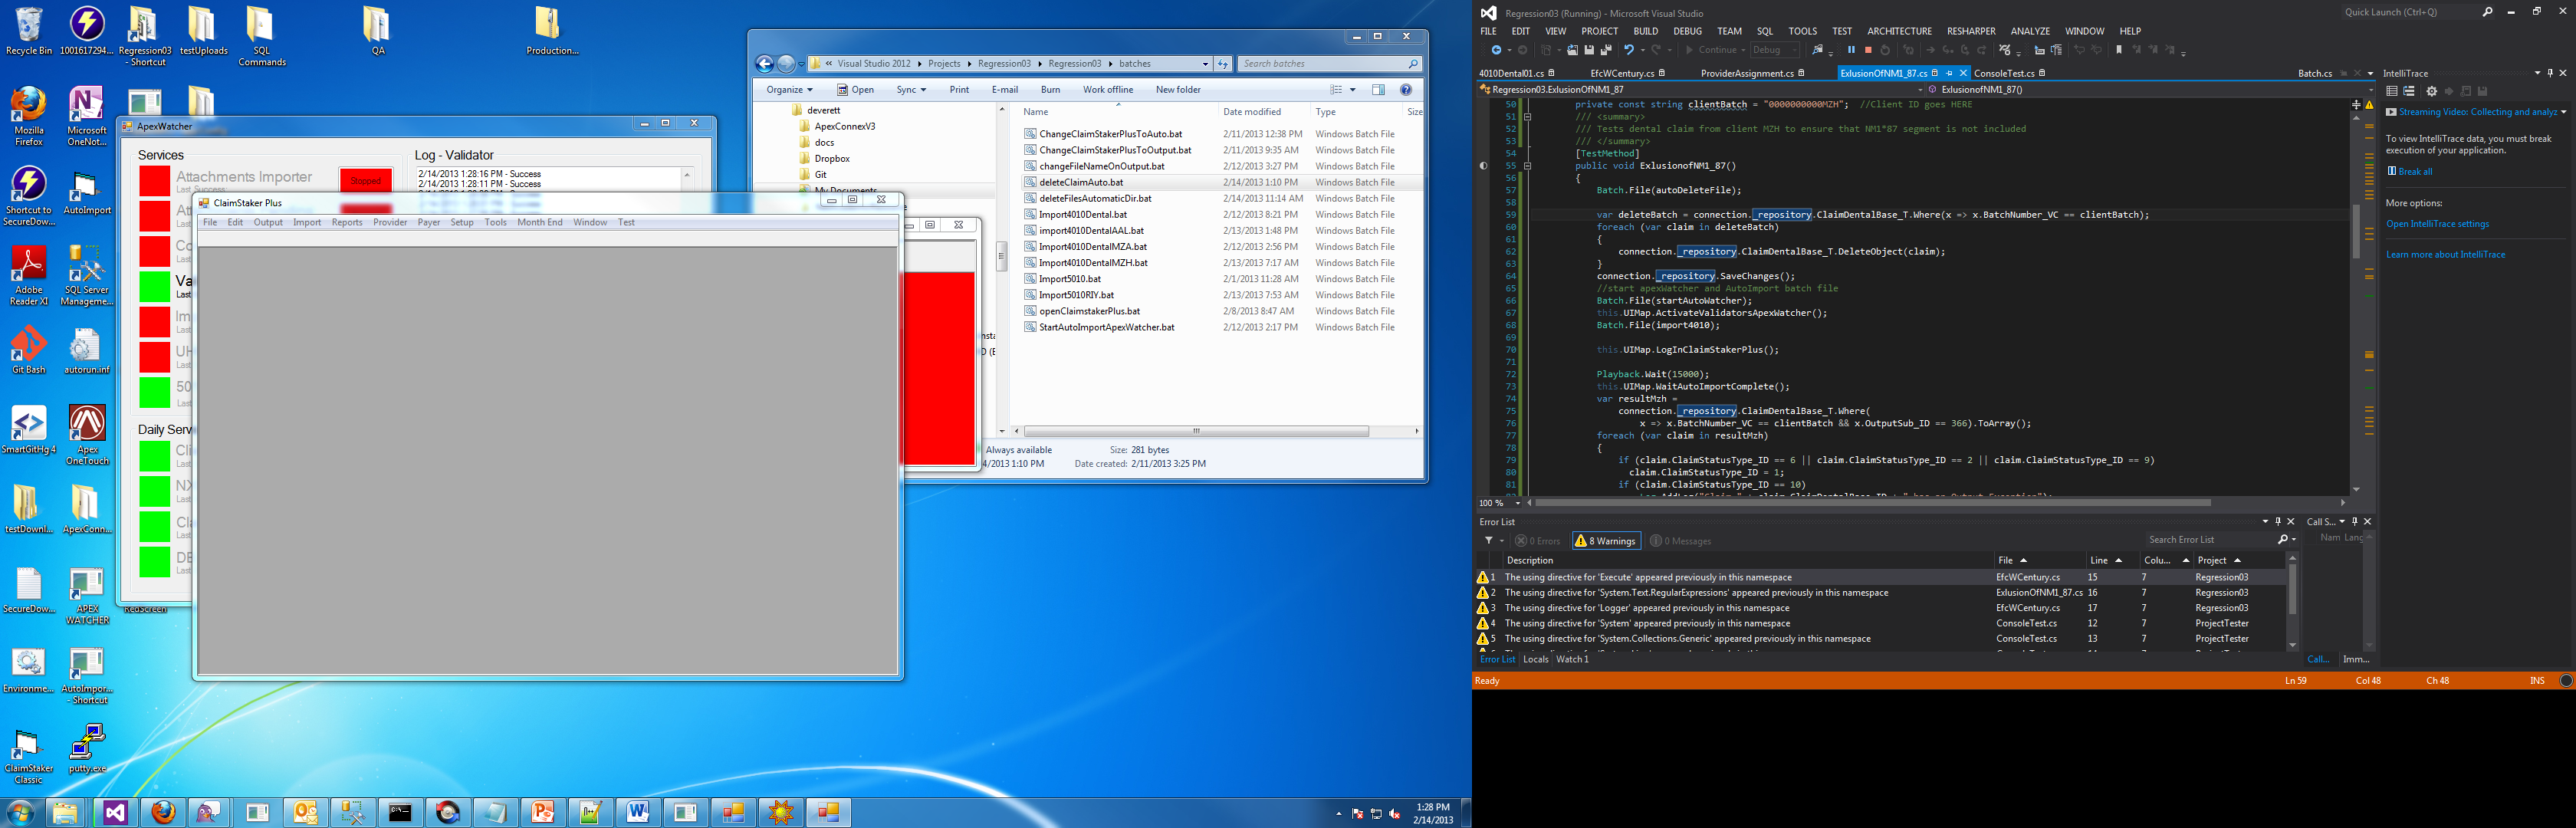 Recycle Bin
1001617294...
Regression03 - Shortcut
testUploads
SQL Commands
QA
Production...
Mozilla Firefox
Microsoft OneNot...
Shortcut to SecureDow...
AutoImport
Adobe Reader XI
SQL Server Manageme...
Git Bash
autorun.inf
SmartGitHg 4
Apex OneTouch
testDownl...
ApexConn...
SecureDow...
APEX WATCHER
RedScreen
Environme...
AutoImpor... - Shortcut
ClaimStaker Classic
putty.exe
ApexWatcher
Services
Attachments Importer
Last Success:
Stopped
Log - Validator
2/14/2013 1:28:16 PM - Success
2/14/2013 1:28:11 PM - Success
Daily Serv
ClaimStaker Plus
File Edit Output Import Reports Provider Payer Setup Tools Month End Window Test
« Visual Studio 2012 Projects Regression03 Regression03 batches
Search batches
Organize Open Sync Print E-mail Burn Work offline New folder
deverett
ApexConnexV3
docs
Dropbox
Git
My Documents
Name Date modified Type Size
ChangeClaimStakerPlusToAuto.bat 2/11/2013 12:38 PM Windows Batch File
ChangeClaimStakerPlusToOutput.bat 2/11/2013 9:35 AM Windows Batch File
changeFileNameOnOutput.bat 2/12/2013 3:27 PM Windows Batch File
deleteClaimAuto.bat 2/14/2013 1:10 PM Windows Batch File
deleteFilesAutomaticDir.bat 2/14/2013 11:14 AM Windows Batch File
Import4010Dental.bat 2/12/2013 8:21 PM Windows Batch File
import4010DentalAAL.bat 2/13/2013 1:48 PM Windows Batch File
Import4010DentalMZA.bat 2/12/2013 2:56 PM Windows Batch File
Import4010DentalMZH.bat 2/13/2013 7:17 AM Windows Batch File
Import5010.bat 2/1/2013 11:28 AM Windows Batch File
Import5010RIY.bat 2/13/2013 7:53 AM Windows Batch File
openClaimstakerPlus.bat 2/8/2013 8:47 AM Windows Batch File
StartAutoImportApexWatcher.bat 2/12/2013 2:17 PM Windows Batch File
Always available Size: 281 bytes
4/2013 1:10 PM Date created: 2/11/2013 3:25 PM
1:28 PM
2/14/2013
Regression03 (Running) - Microsoft Visual Studio
Quick Launch (Ctrl+Q)
FILE EDIT VIEW PROJECT BUILD DEBUG TEAM SQL TOOLS TEST ARCHITECTURE RESHARPER ANALYZE WINDOW HELP
Continue Debug
4010Dental01.cs EfcWCentury.cs ProviderAssignment.cs ExlusionOfNM1_87.cs ConsoleTest.cs Batch.cs
Regression03.ExlusionOfNM1_87 ExlusionofNM1_87()
50 private const string clientBatch = "0000000000MZH"; //Client ID goes HERE
51 /// <summary>
52 /// Tests dental claim from client MZH to ensure that NM1*87 segment is not included
53 /// </summary>
54 [TestMethod]
55 public void ExlusionofNM1_87()
56 {
57 Batch.File(autoDeleteFile);
58
59 var deleteBatch = connection._repository.ClaimDentalBase_T.Where(x => x.BatchNumber_VC == clientBatch);
60 foreach (var claim in deleteBatch)
61 {
62 connection._repository.ClaimDentalBase_T.DeleteObject(claim);
63 }
64 connection._repository.SaveChanges();
65 //start apexWatcher and AutoImport batch file
66 Batch.File(startAutoWatcher);
67 this.UIMap.ActivateValidatorsApexWatcher();
68 Batch.File(import4010);
69
70 this.UIMap.LogInClaimStakerPlus();
71
72 Playback.Wait(15000);
73 this.UIMap.WaitAutoImportComplete();
74 var resultMzh =
75 connection._repository.ClaimDentalBase_T.Where(
76 x => x.BatchNumber_VC == clientBatch && x.OutputSub_ID == 366).ToArray();
77 foreach (var claim in resultMzh)
78 {
79 if (claim.ClaimStatusType_ID == 6 || claim.ClaimStatusType_ID == 2 || claim.ClaimStatusType_ID == 9)
80 claim.ClaimStatusType_ID = 1;
81 if (claim.ClaimStatusType_ID == 10)
100 %
Error List
0 Errors 8 Warnings 0 Messages Search Error List
Description File Line Colu... Project
1 The using directive for 'Execute' appeared previously in this namespace EfcWCentury.cs 15 7 Regression03
2 The using directive for 'System.Text.RegularExpressions' appeared previously in this namespace ExlusionOfNM1_87.cs 16 7 Regression03
3 The using directive for 'Logger' appeared previously in this namespace EfcWCentury.cs 17 7 Regression03
4 The using directive for 'System' appeared previously in this namespace ConsoleTest.cs 12 7 ProjectTester
5 The using directive for 'System.Collections.Generic' appeared previously in this namespace ConsoleTest.cs 13 7 ProjectTester
Error List Locals Watch 1
Call S...
Nam Lang
Call... Imm...
IntelliTrace
Streaming Video: Collecting and analyz
To view IntelliTrace data, you must break
execution of your application.
Break all
More options:
Open IntelliTrace settings
Learn more about IntelliTrace
Ready Ln 59 Col 48 Ch 48 INS